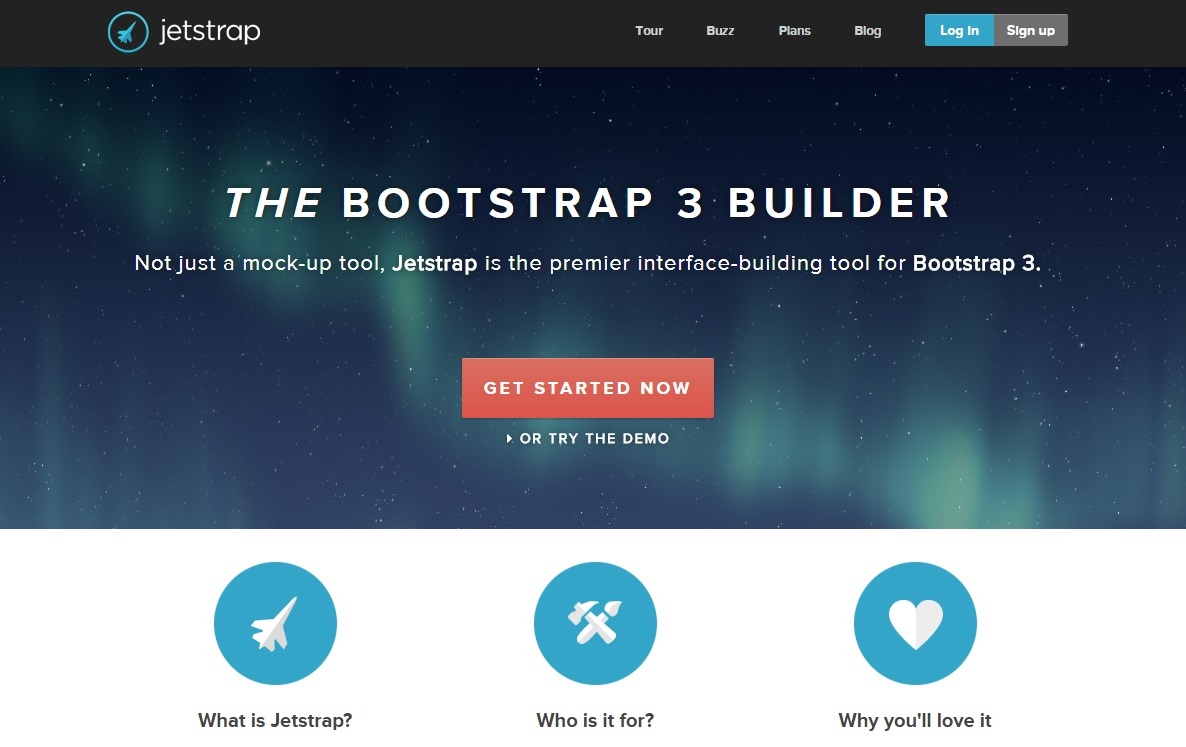 jetstrap
Tour Buzz Plans Blog Log In Sign up
THE BOOTSTRAP 3 BUILDER
Not just a mock-up tool, Jetstrap is the premier interface-building tool for Bootstrap 3.
GET STARTED NOW
OR TRY THE DEMO
What is Jetstrap? Who is it for? Why you'll love it